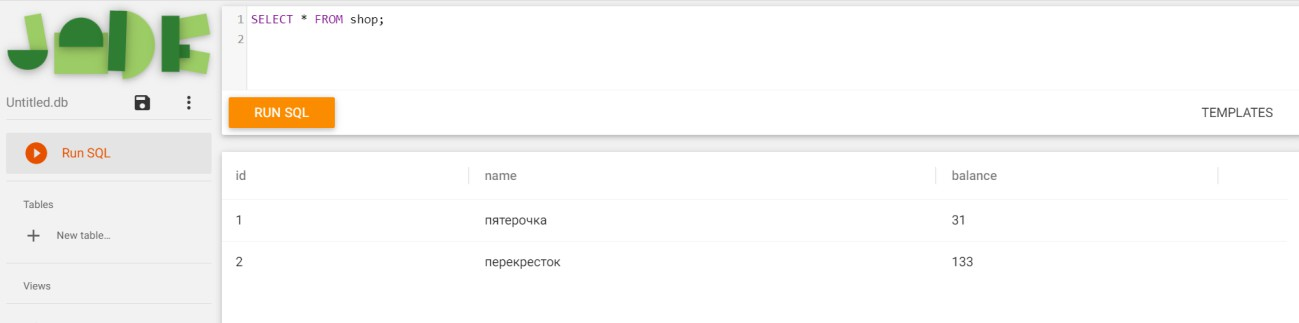 JADE
1 SELECT * FROM shop;
2
Untitled.db
RUN SQL
TEMPLATES
Run SQL
id name balance
Tables
1 пятерочка 31
New table...
2 перекресток 133
Views